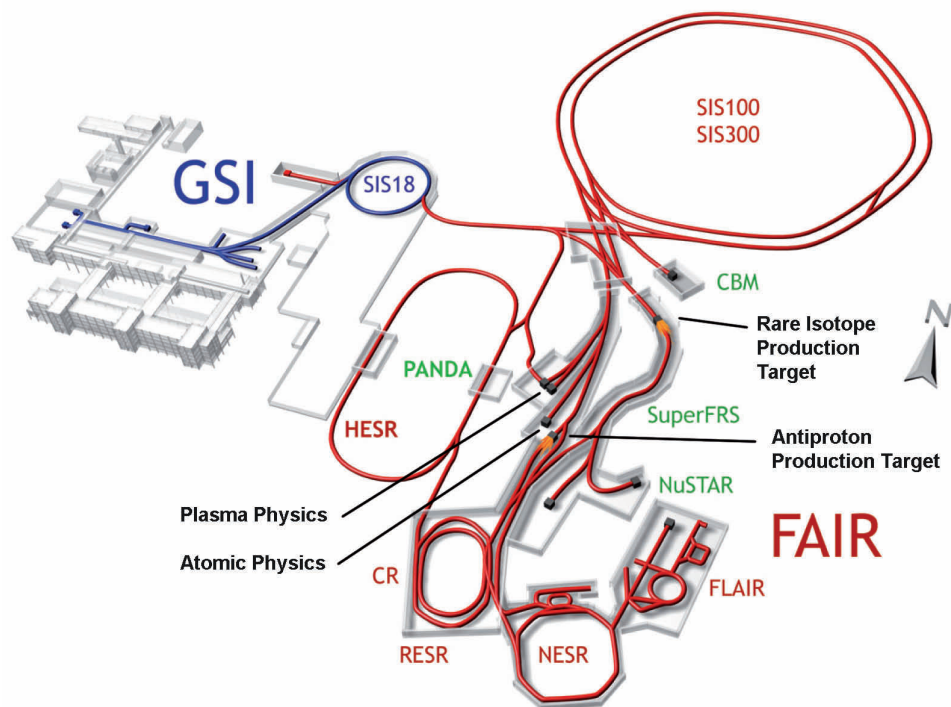 SIS100
SIS300
GSI
SIS18
CBM
N
Rare Isotope
Production
Target
PANDA
HESR
SuperFRS
Antiproton
Production Target
NuSTAR
Plasma Physics
FAIR
Atomic Physics
CR
FLAIR
RESR
NESR